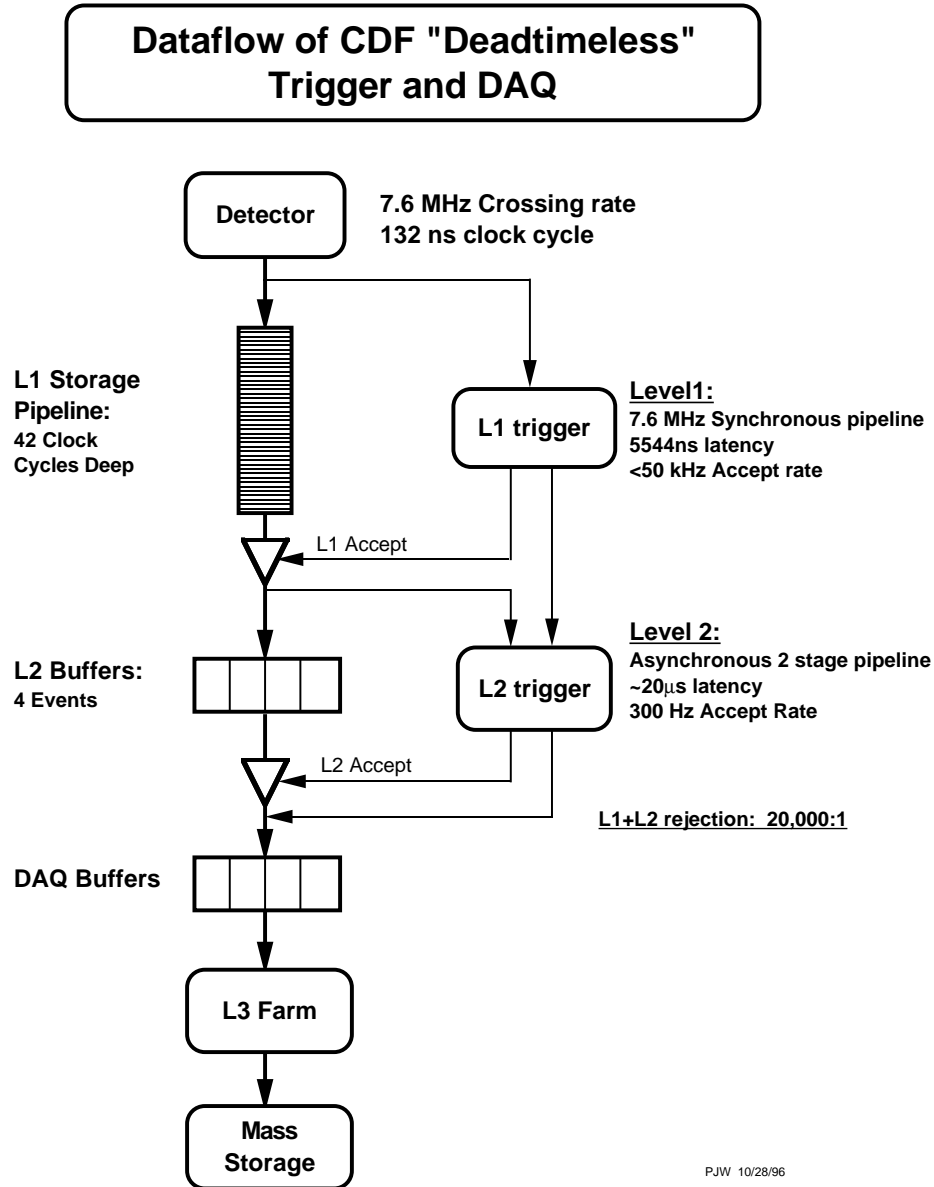 Dataflow of CDF "Deadtimeless"
Trigger and DAQ
Detector
7.6 MHz Crossing rate
132 ns clock cycle
L1 Storage
Pipeline:
42 Clock
Cycles Deep
L1 trigger
Level1:
7.6 MHz Synchronous pipeline
5544ns latency
<50 kHz Accept rate
L1 Accept
L2 Buffers:
4 Events
L2 trigger
Level 2:
Asynchronous 2 stage pipeline
~20μs latency
300 Hz Accept Rate
L2 Accept
L1+L2 rejection: 20,000:1
DAQ Buffers
L3 Farm
Mass
Storage
PJW 10/28/96